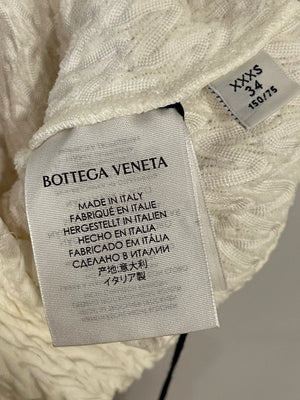 XXXS
34
150/75
BOTTEGA VENETA
MADE IN ITALY
FABRIQUÉ EN ITALIE
HERGESTELLT IN ITALIEN
HECHO EN ITALIA
FABRICADO EM ITÁLIA
СДЕЛАНО В ИТАЛИИ
产地:意大利
イタリア製